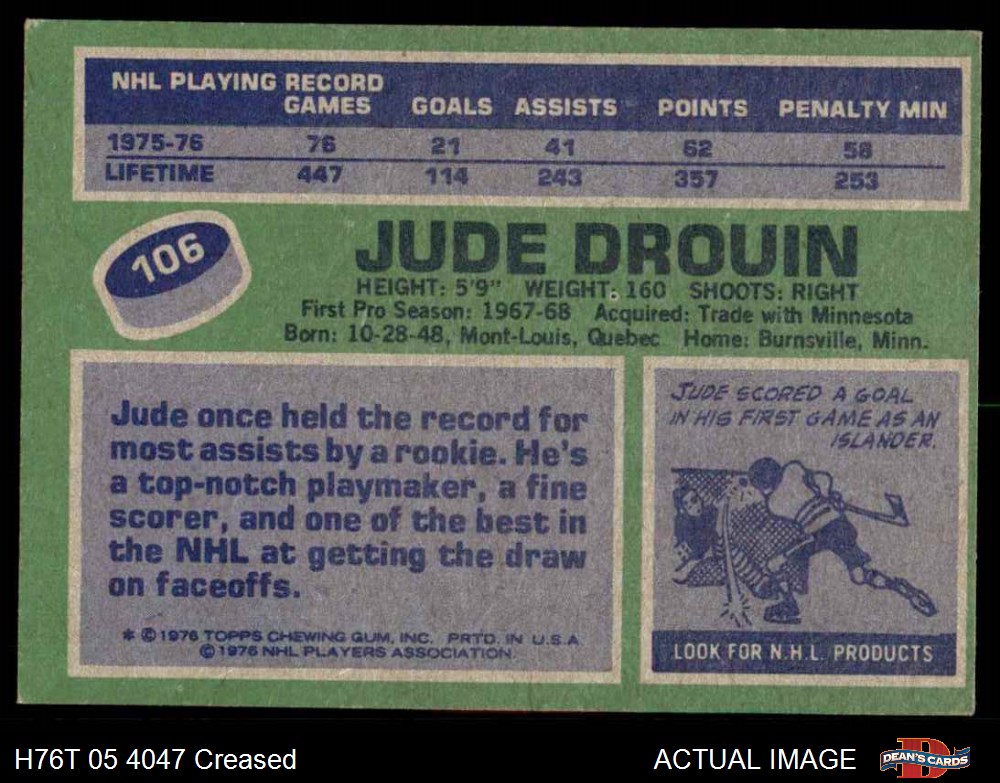 NHL PLAYING RECORD
GAMES GOALS ASSISTS POINTS PENALTY MIN
1975-76 76 21 41 62 58
LIFETIME 447 114 243 357 253
106
JUDE DROUIN
HEIGHT: 5'9" WEIGHT: 160 SHOOTS: RIGHT
First Pro Season: 1967-68 Acquired: Trade with Minnesota
Born: 10-28-48, Mont-Louis, Quebec Home: Burnsville, Minn.
Jude once held the record for
most assists by a rookie. He's
a top-notch playmaker, a fine
scorer, and one of the best in
the NHL at getting the draw
on faceoffs.
* © 1976 TOPPS CHEWING GUM, INC. PRTD. IN U.S.A
© 1976 NHL PLAYERS ASSOCIATION.
JUDE SCORED A GOAL
IN HIS FIRST GAME AS AN
ISLANDER.
LOOK FOR N.H.L. PRODUCTS
H76T 05 4047 Creased
ACTUAL IMAGE
D
DEAN'S CARDS